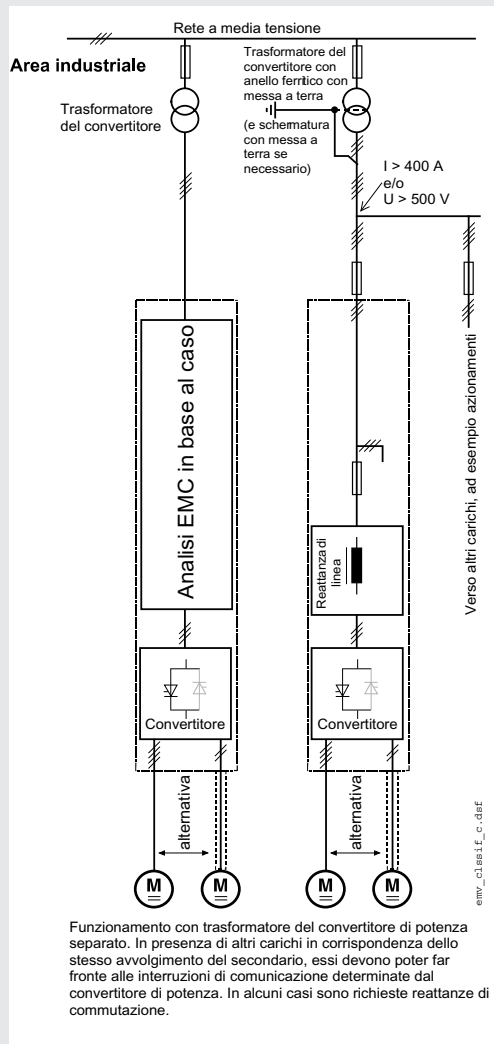 Rete a media tensione
Area industriale
Trasformatore
del convertitore
Trasformatore del
convertitore con
anello ferritico con
messa a terra
(e schermatura
con messa a
terra se
necessario)
I > 400 A
e/o
U > 500 V
Analisi EMC in base al caso
Reattanza di
linea
Verso altri carichi, ad esempio azionamenti
Convertitore
Convertitore
alternativa
alternativa
M
M
M
M
emv_clssif_c.dsf
Funzionamento con trasformatore del convertitore di potenza
separato. In presenza di altri carichi in corrispondenza dello
stesso avvolgimento del secondario, essi devono poter far
fronte alle interruzioni di comunicazione determinate dal
convertitore di potenza. In alcuni casi sono richieste reattanze di
commutazione.